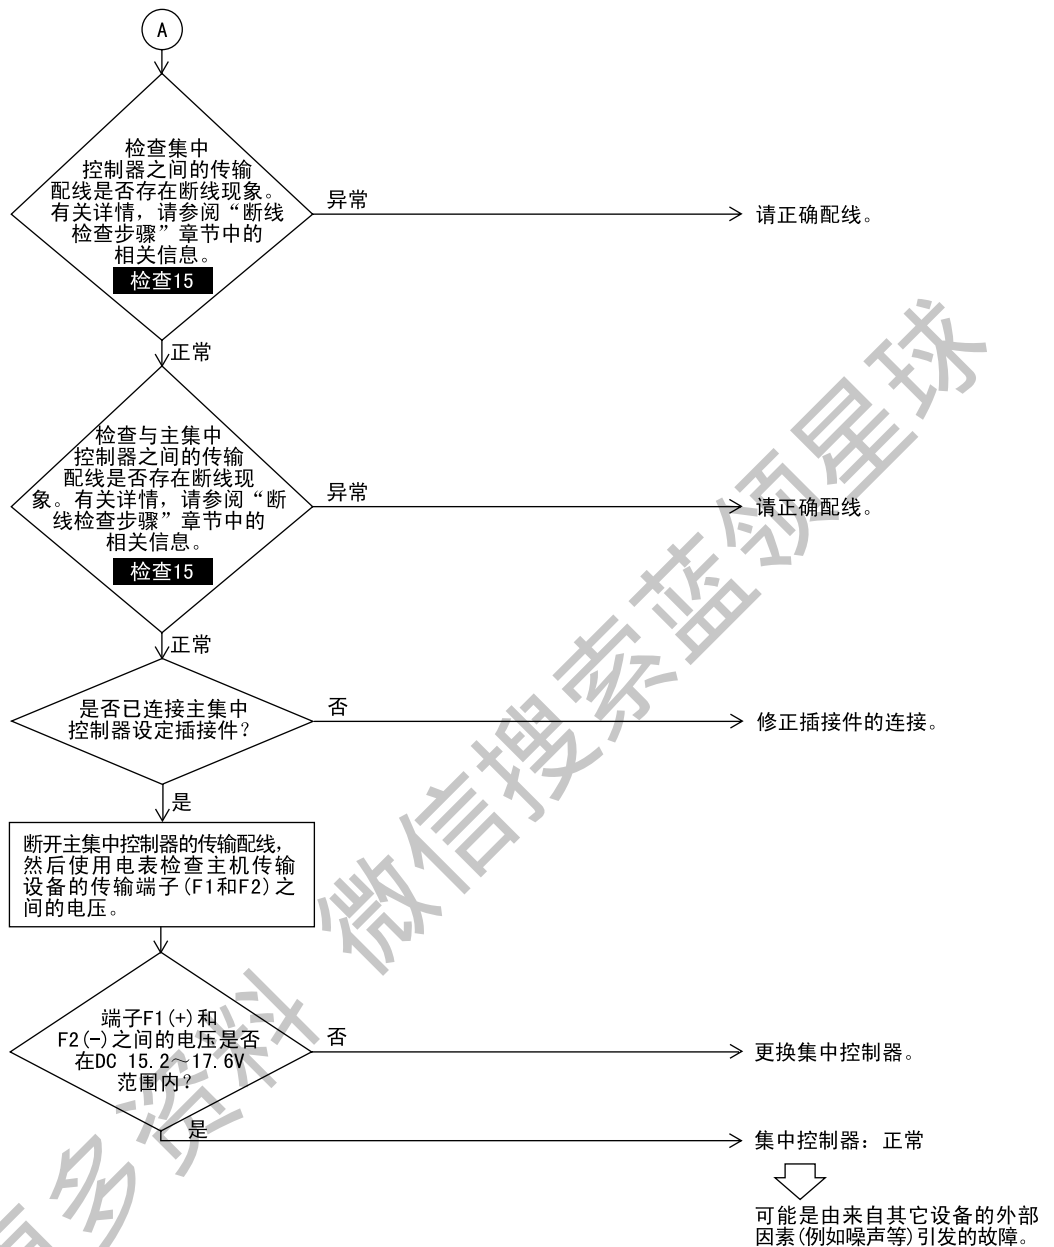 A
检查集中
控制器之间的传输
配线是否存在断线现象。
有关详情，请参阅“断线
检查步骤”章节中的
相关信息。
检查15
异常
请正确配线。
正常
检查与主集中
控制器之间的传输
配线是否存在断线现
象。有关详情，请参阅“断
线检查步骤”章节中的
相关信息。
检查15
异常
请正确配线。
正常
是否已连接主集中
控制器设定插接件？
否
修正插接件的连接。
是
断开主集中控制器的传输配线，
然后使用电表检查主机传输
设备的传输端子(F1和F2)之
间的电压。
端子F1(+)和
F2(-)之间的电压是否
在DC 15.2～17.6V
范围内？
否
更换集中控制器。
是
集中控制器：正常
可能是由来自其它设备的外部
因素(例如噪声等)引发的故障。
多资料 微信搜索蓝领星球